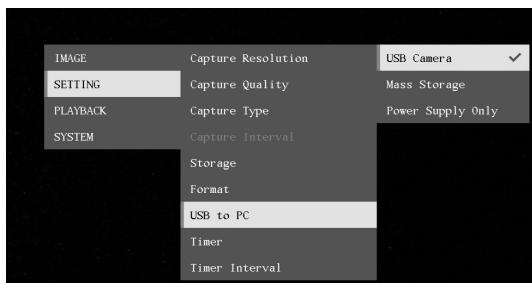 IMAGE
SETTING
PLAYBACK
SYSTEM
Capture Resolution
Capture Quality
Capture Type
Capture Interval
Storage
Format
USB to PC
Timer
Timer Interval
USB Camera ✓
Mass Storage
Power Supply Only